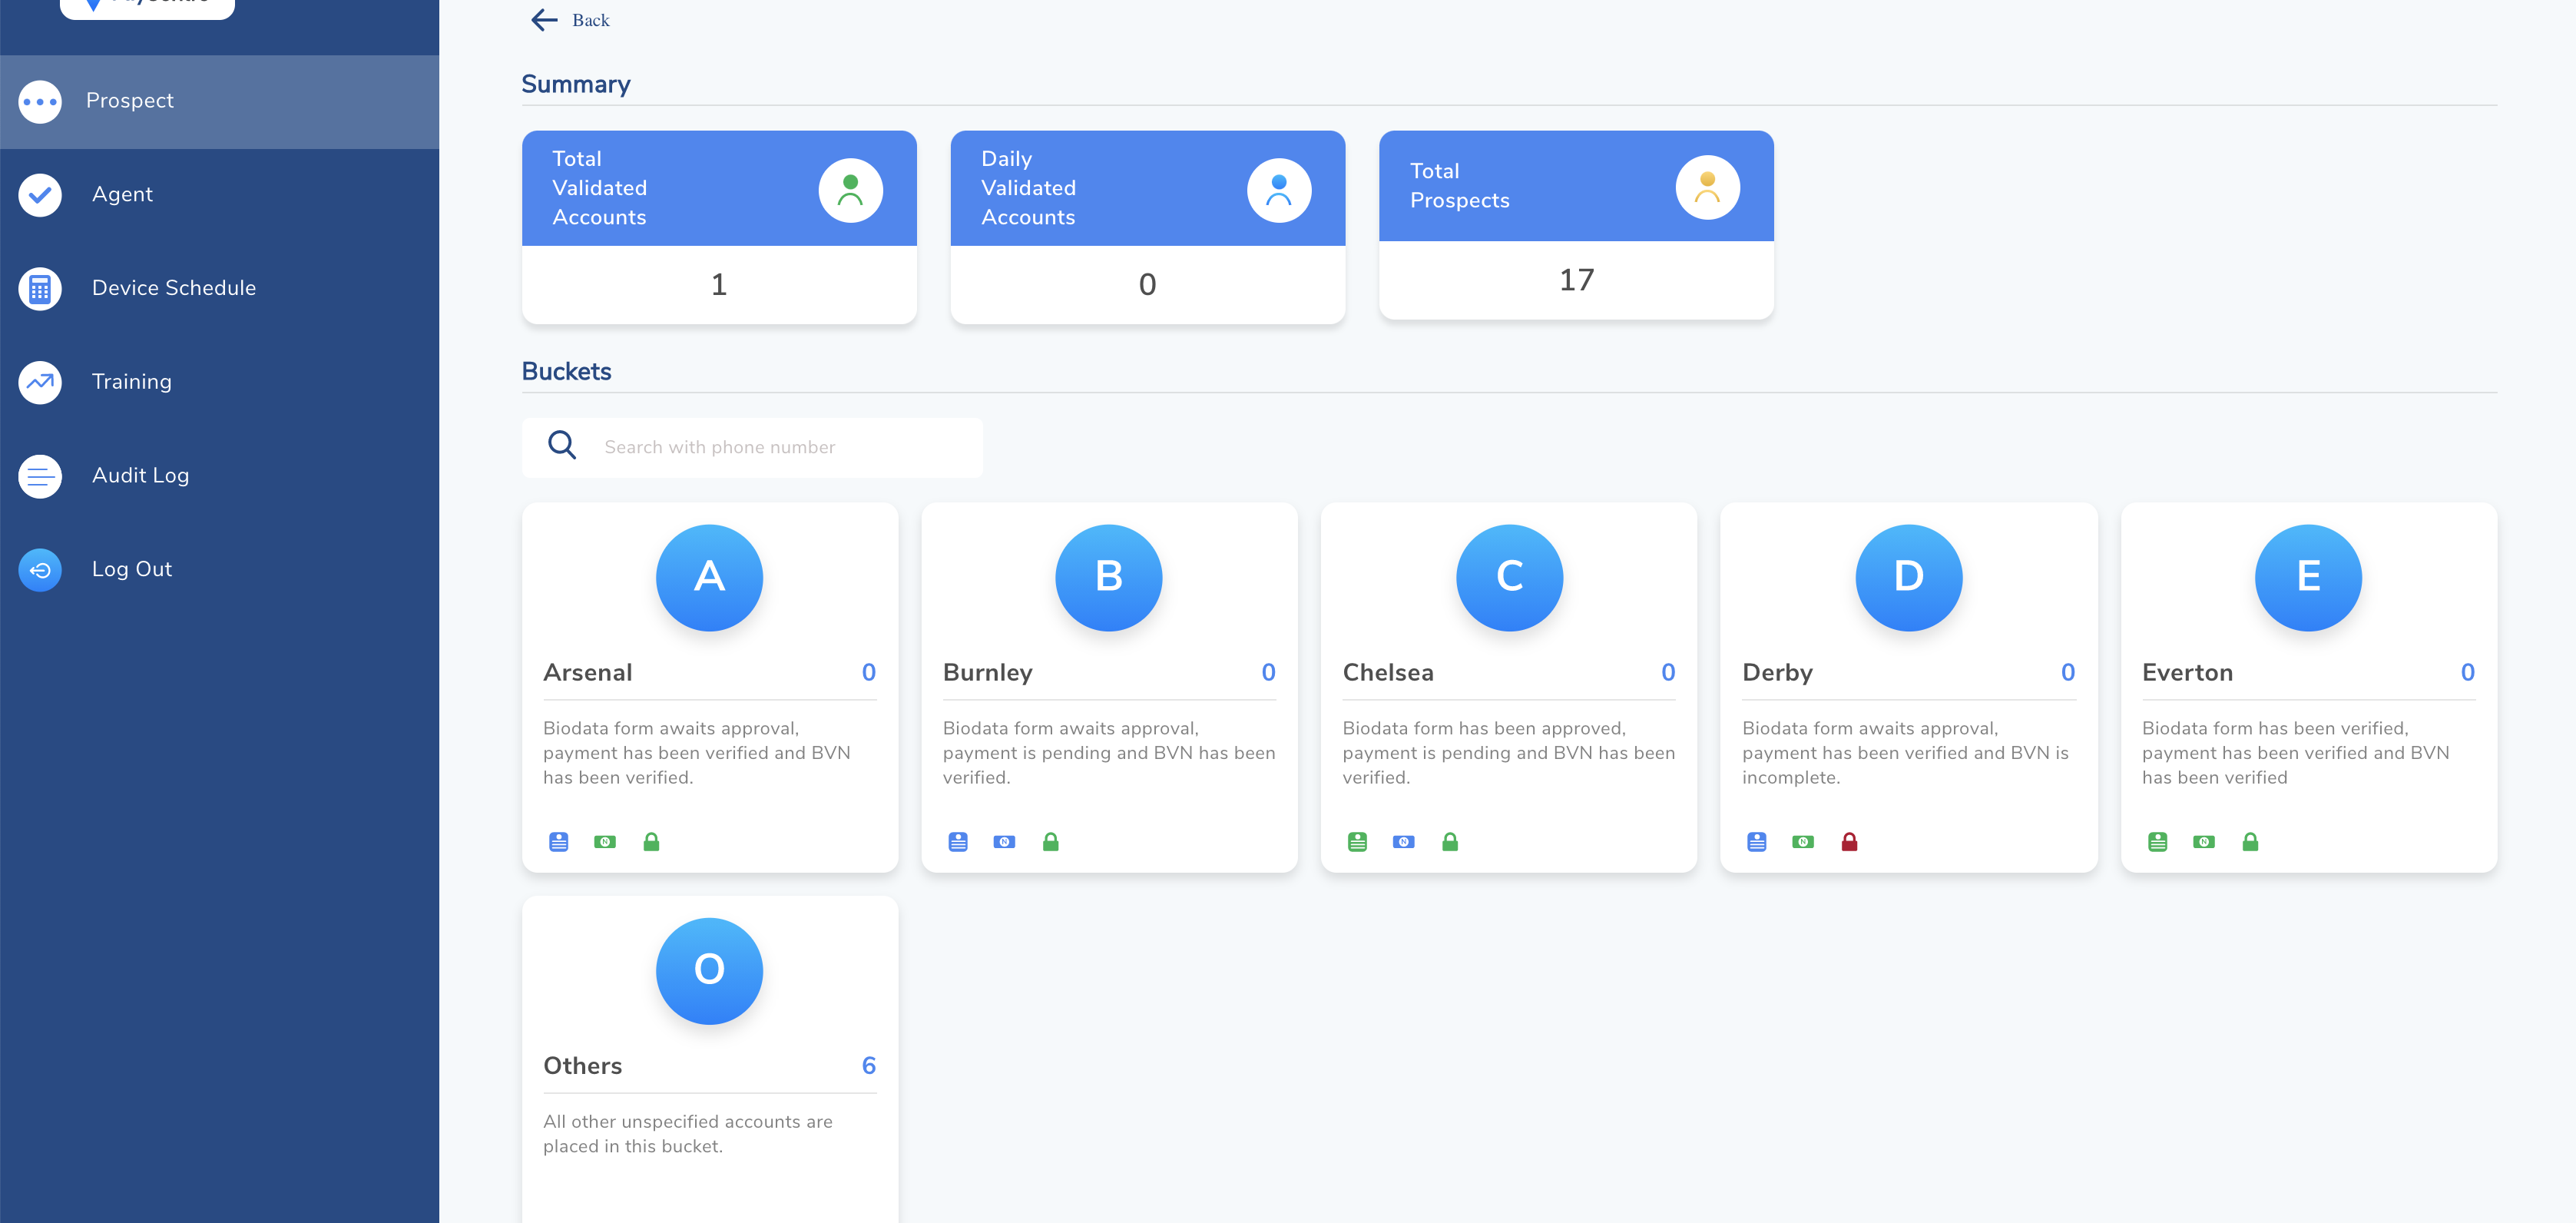 Back
Prospect
Agent
Device Schedule
Training
Audit Log
Log Out
Summary
Total
Validated
Accounts
1
Daily
Validated
Accounts
0
Total
Prospects
17
Buckets
Search with phone number
A
Arsenal 0
Biodata form awaits approval,
payment has been verified and BVN
has been verified.
B
Burnley 0
Biodata form awaits approval,
payment is pending and BVN has been
verified.
C
Chelsea 0
Biodata form has been approved,
payment is pending and BVN has been
verified.
D
Derby 0
Biodata form awaits approval,
payment has been verified and BVN is
incomplete.
E
Everton 0
Biodata form has been verified,
payment has been verified and BVN
has been verified
O
Others 6
All other unspecified accounts are
placed in this bucket.